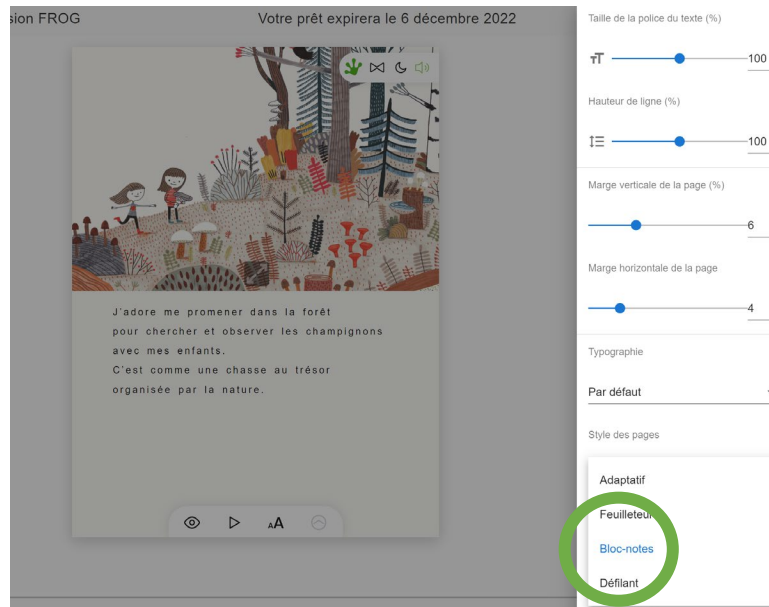 sion FROG
Votre prêt expirera le 6 décembre 2022
J'adore me promener dans la forêt
pour chercher et observer les champignons
avec mes enfants.
C'est comme une chasse au trésor
organisée par la nature.
AA
Taille de la police du texte (%)
TT
100
Hauteur de ligne (%)
100
Marge verticale de la page (%)
6
Marge horizontale de la page
4
Typographie
Par défaut
Style des pages
Adaptatif
Feuilleteur
Bloc-notes
Défilant